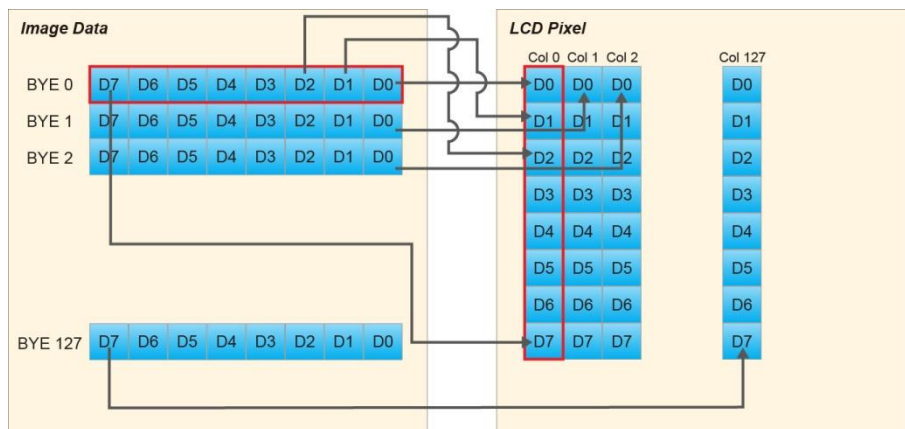 Image Data
LCD Pixel
Col 0 Col 1 Col 2 Col 127
BYE 0 D7 D6 D5 D4 D3 D2 D1 D0 D0 D0 D0 D0
BYE 1 D7 D6 D5 D4 D3 D2 D1 D0 D1 D1 D1 D1
BYE 2 D7 D6 D5 D4 D3 D2 D1 D0 D2 D2 D2 D2
D3 D3 D3 D3
D4 D4 D4 D4
D5 D5 D5 D5
D6 D6 D6 D6
BYE 127 D7 D6 D5 D4 D3 D2 D1 D0 D7 D7 D7 D7